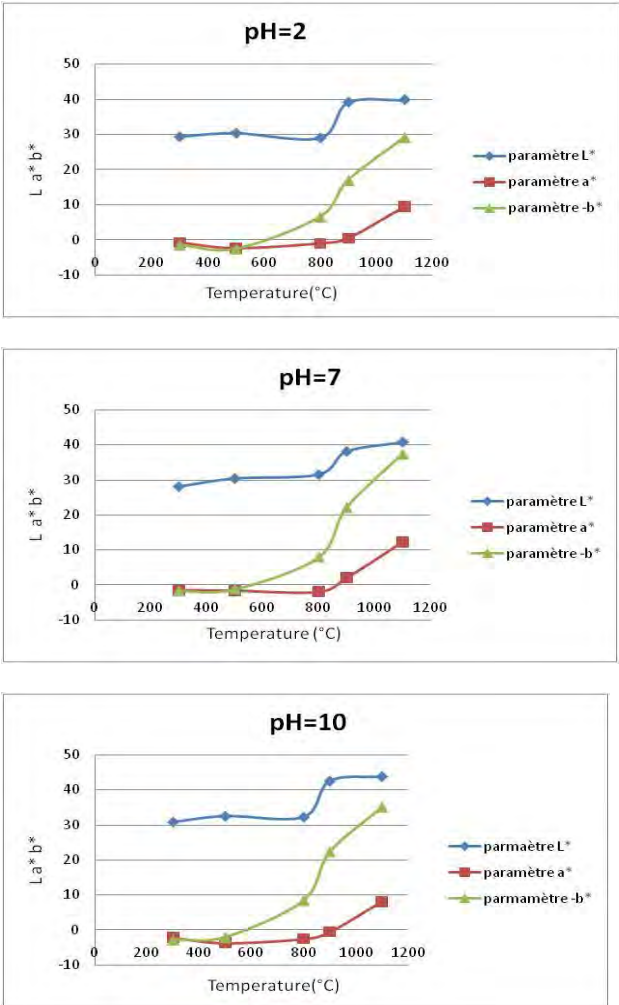 pH=2
50
40
30
20
10
0
-10
L a* b*
0 200 400 600 800 1000 1200
Temperature(°C)
paramètre L*
paramètre a*
paramètre -b*
pH=7
50
40
30
20
10
0
-10
L a* b*
0 200 400 600 800 1000 1200
Temperature (°C)
paramètre L*
paramètre a*
paramètre -b*
pH=10
50
40
30
20
10
0
-10
La* b*
0 200 400 600 800 1000 1200
Temperature(°C)
parmaètre L*
paramètre a*
parmamètre -b*